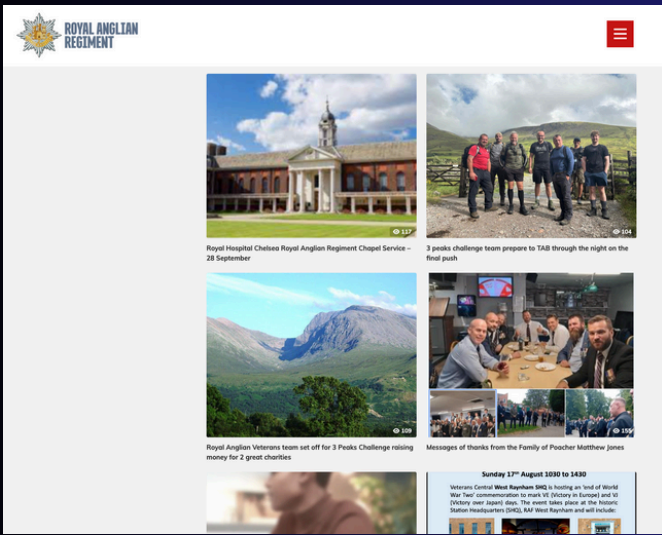 ROYAL ANGLIAN
REGIMENT
117
Royal Hospital Chelsea Royal Anglian Regiment Chapel Service –
28 September
104
3 peaks challenge team prepare to TAB through the night on the
final push
109
Royal Anglian Veterans team set off for 3 Peaks Challenge raising
money for 2 great charities
155
Messages of thanks from the Family of Poacher Matthew Jones
Sunday 17th August 1030 to 1430
Veterans Central West Raynham SHQ is hosting an 'end of World
War Two' commemoration to mark VE (Victory in Europe) and VJ
(Victory over Japan) days. The event takes place at the historic
Station Headquarters (SHQ), RAF West Raynham and will include: